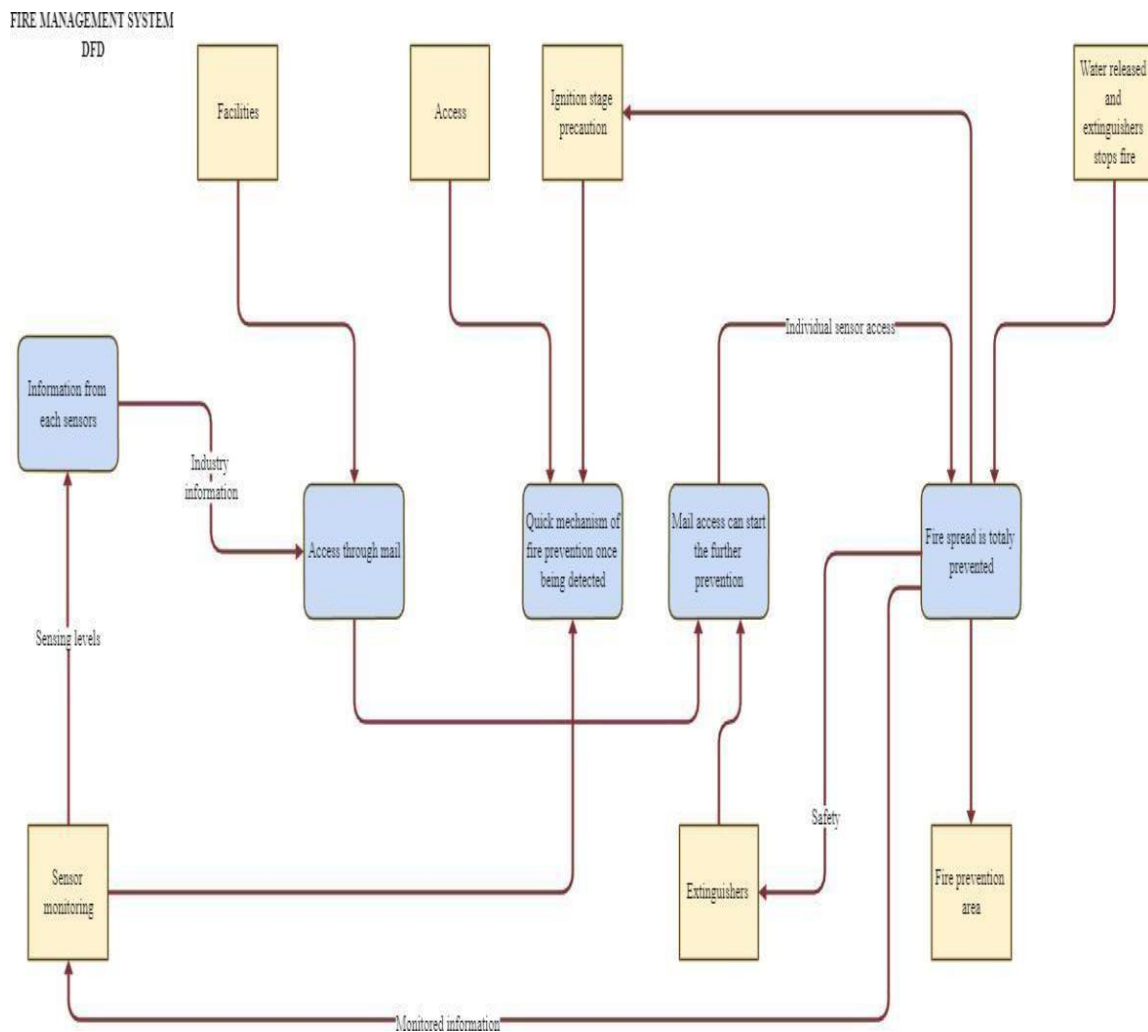 FIRE MANAGEMENT SYSTEM
DFD
Facilities
Access
Ignition stage
precaution
Water released
and
extinguishers
stops fire
Individual sensor access
Information from
each sensors
Industry
information
Access through mail
Quick mechanism of
fire prevention once
being detected
Mail access can start
the further
prevention
Fire spread is totaly
prevented
Sensing levels
Safety
Sensor
monitoring
Extinguishers
Fire prevention
area
Monitored information